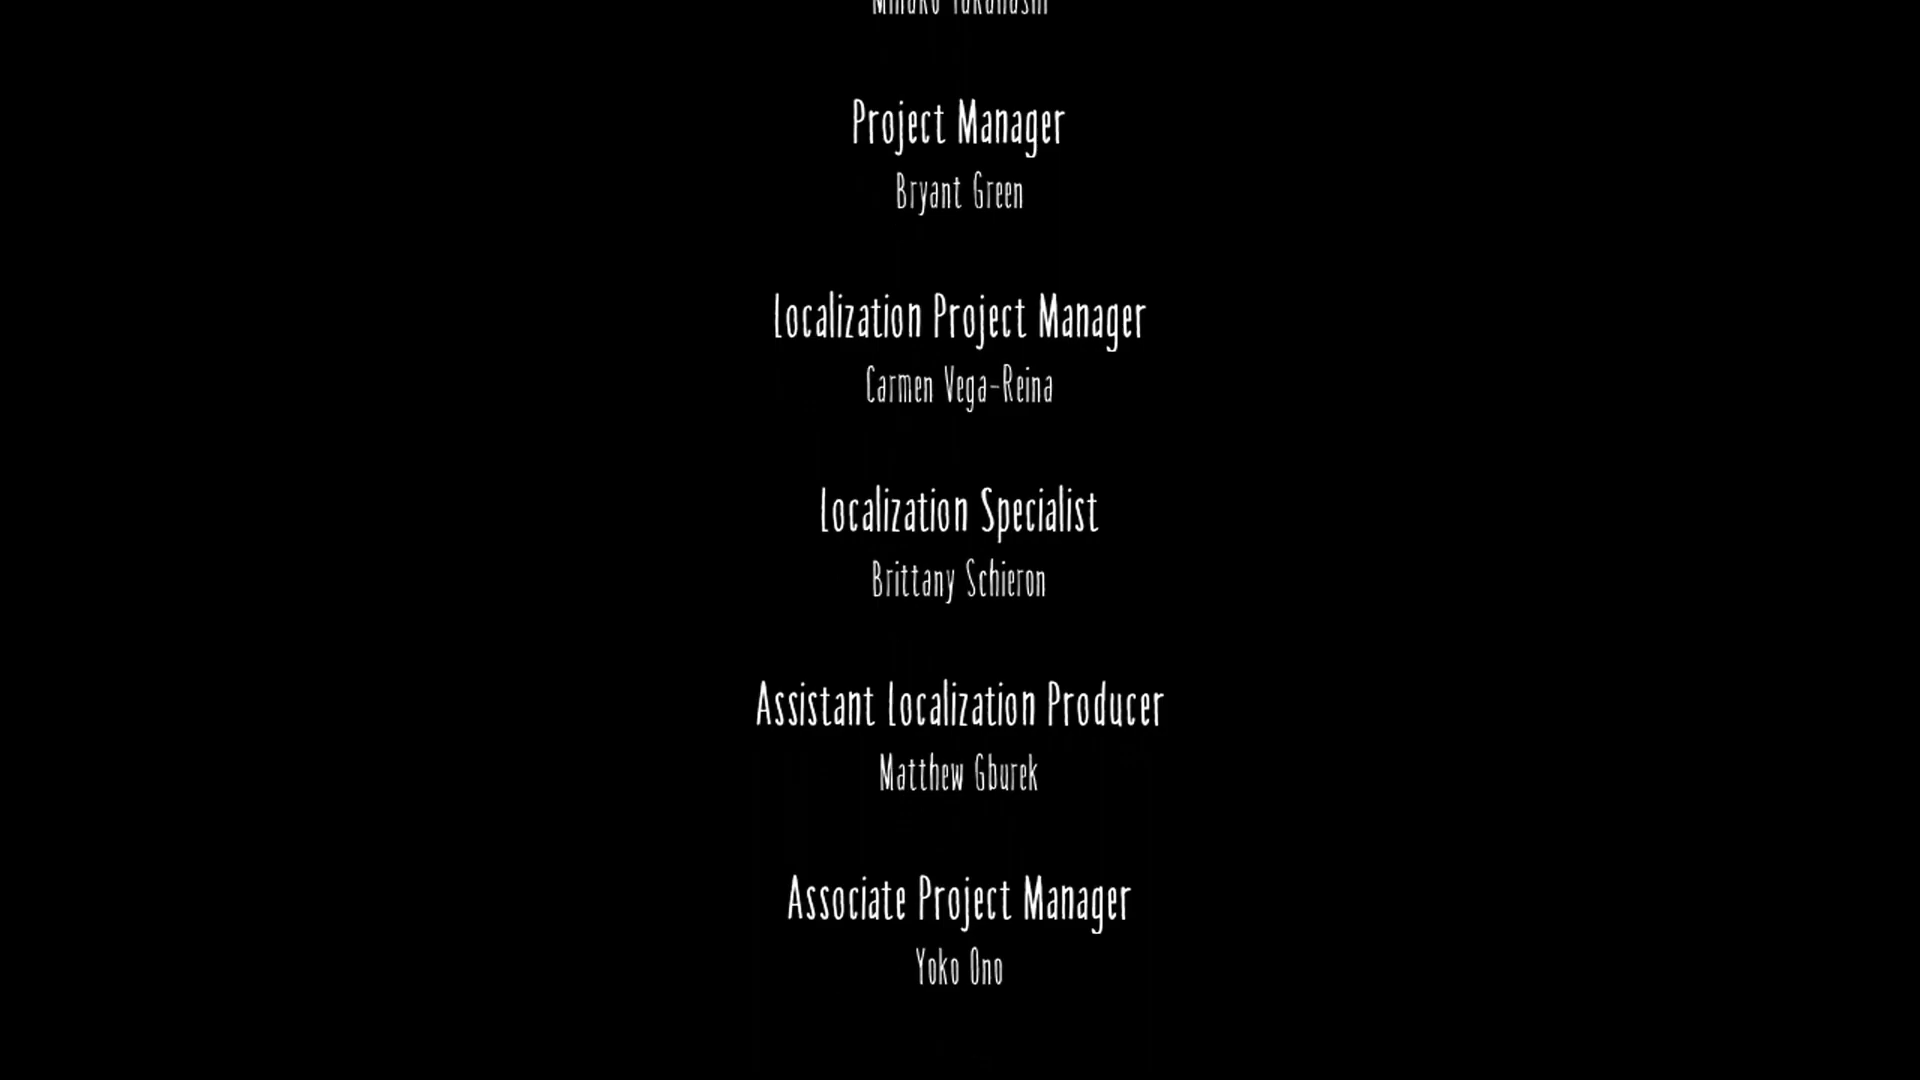 Project Manager
Bryant Green
Localization Project Manager
Carmen Vega-Reina
Localization Specialist
Brittany Schieron
Assistant Localization Producer
Matthew Gburek
Associate Project Manager
Yoko Ono